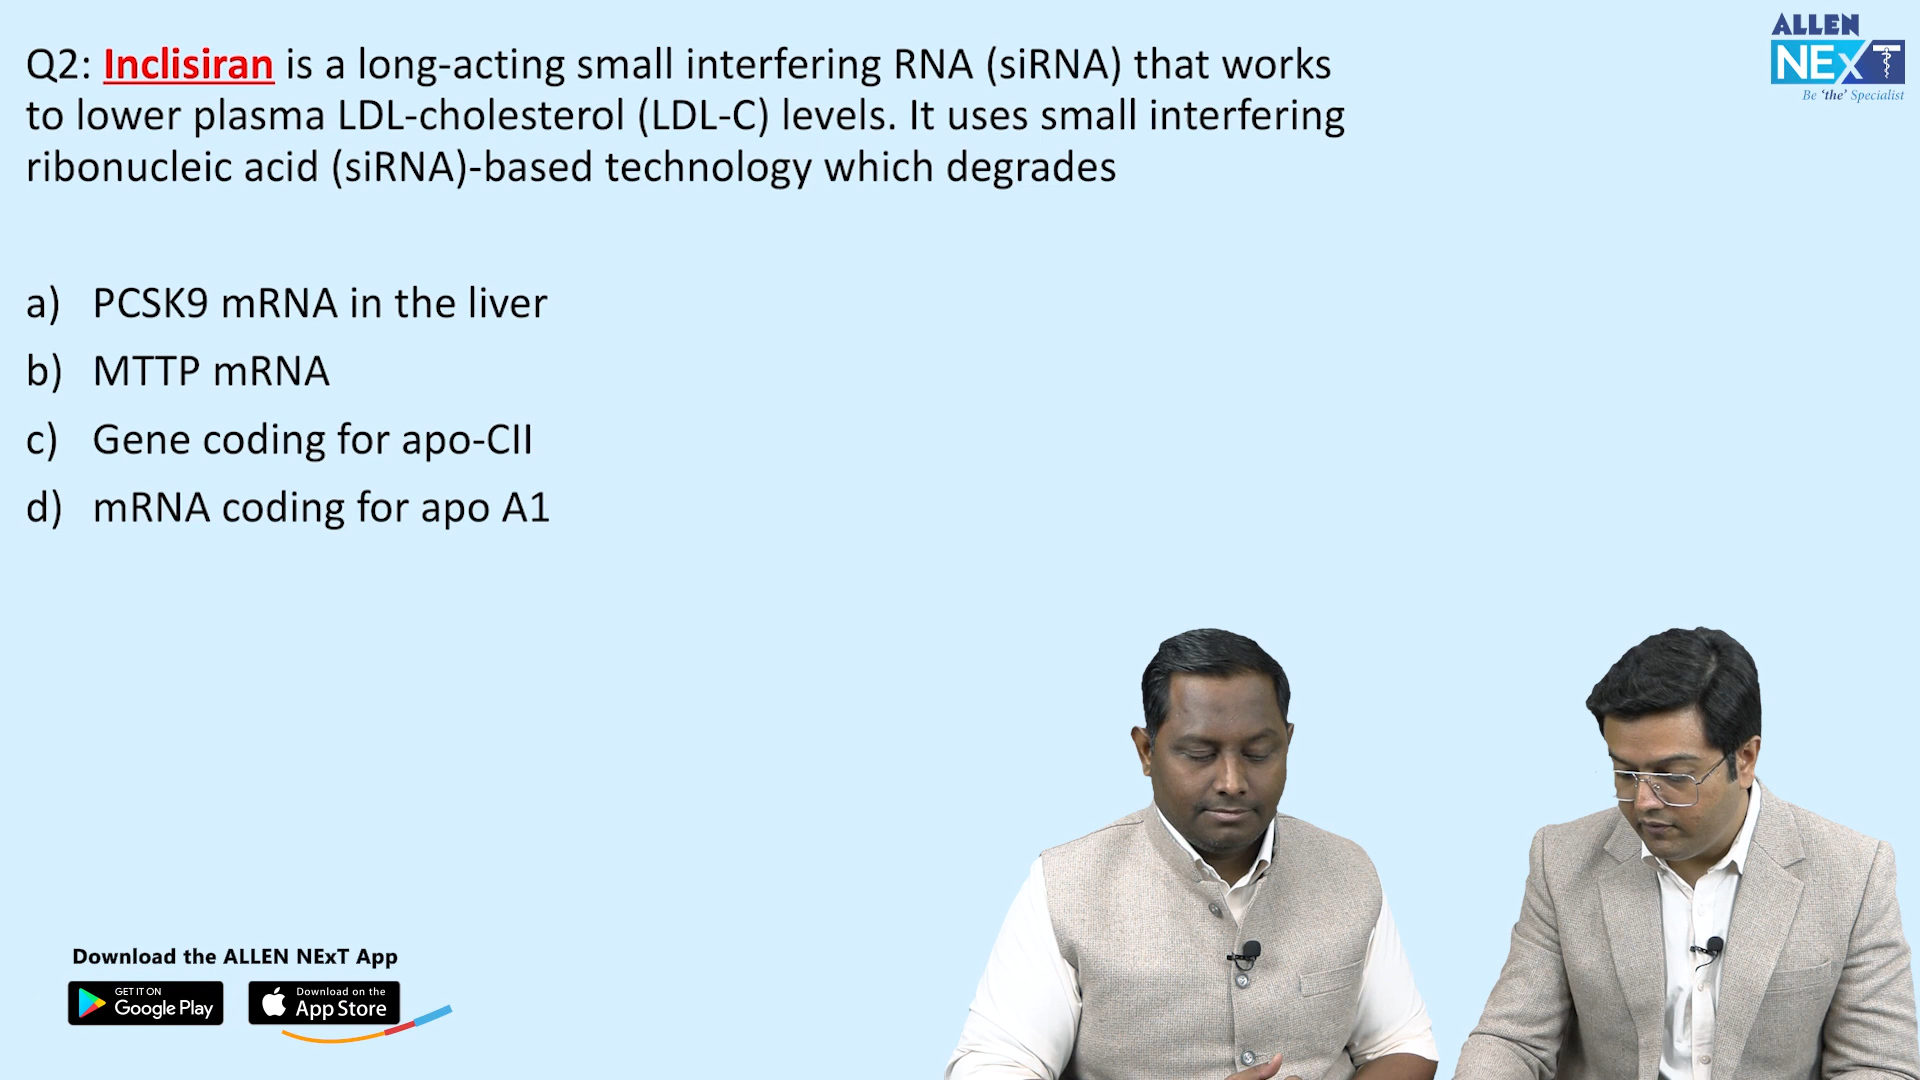 Q2: Inclisiran is a long-acting small interfering RNA (siRNA) that works
to lower plasma LDL-cholesterol (LDL-C) levels. It uses small interfering
ribonucleic acid (siRNA)-based technology which degrades
a) PCSK9 mRNA in the liver
b) MTTP mRNA
c) Gene coding for apo-CII
d) mRNA coding for apo A1
ALLEN
NExT
Be 'the' Specialist
Download the ALLEN NExT App
GET IT ON
Google Play
Download on the
App Store